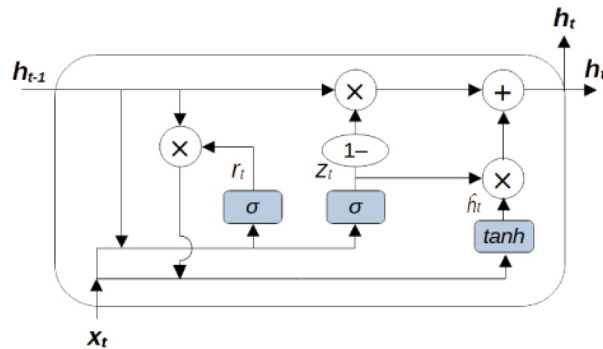 h_t
h_{t-1}
×
+
h_t
×
1–
r_t
z_t
×
σ
σ
ĥ_t
tanh
x_t